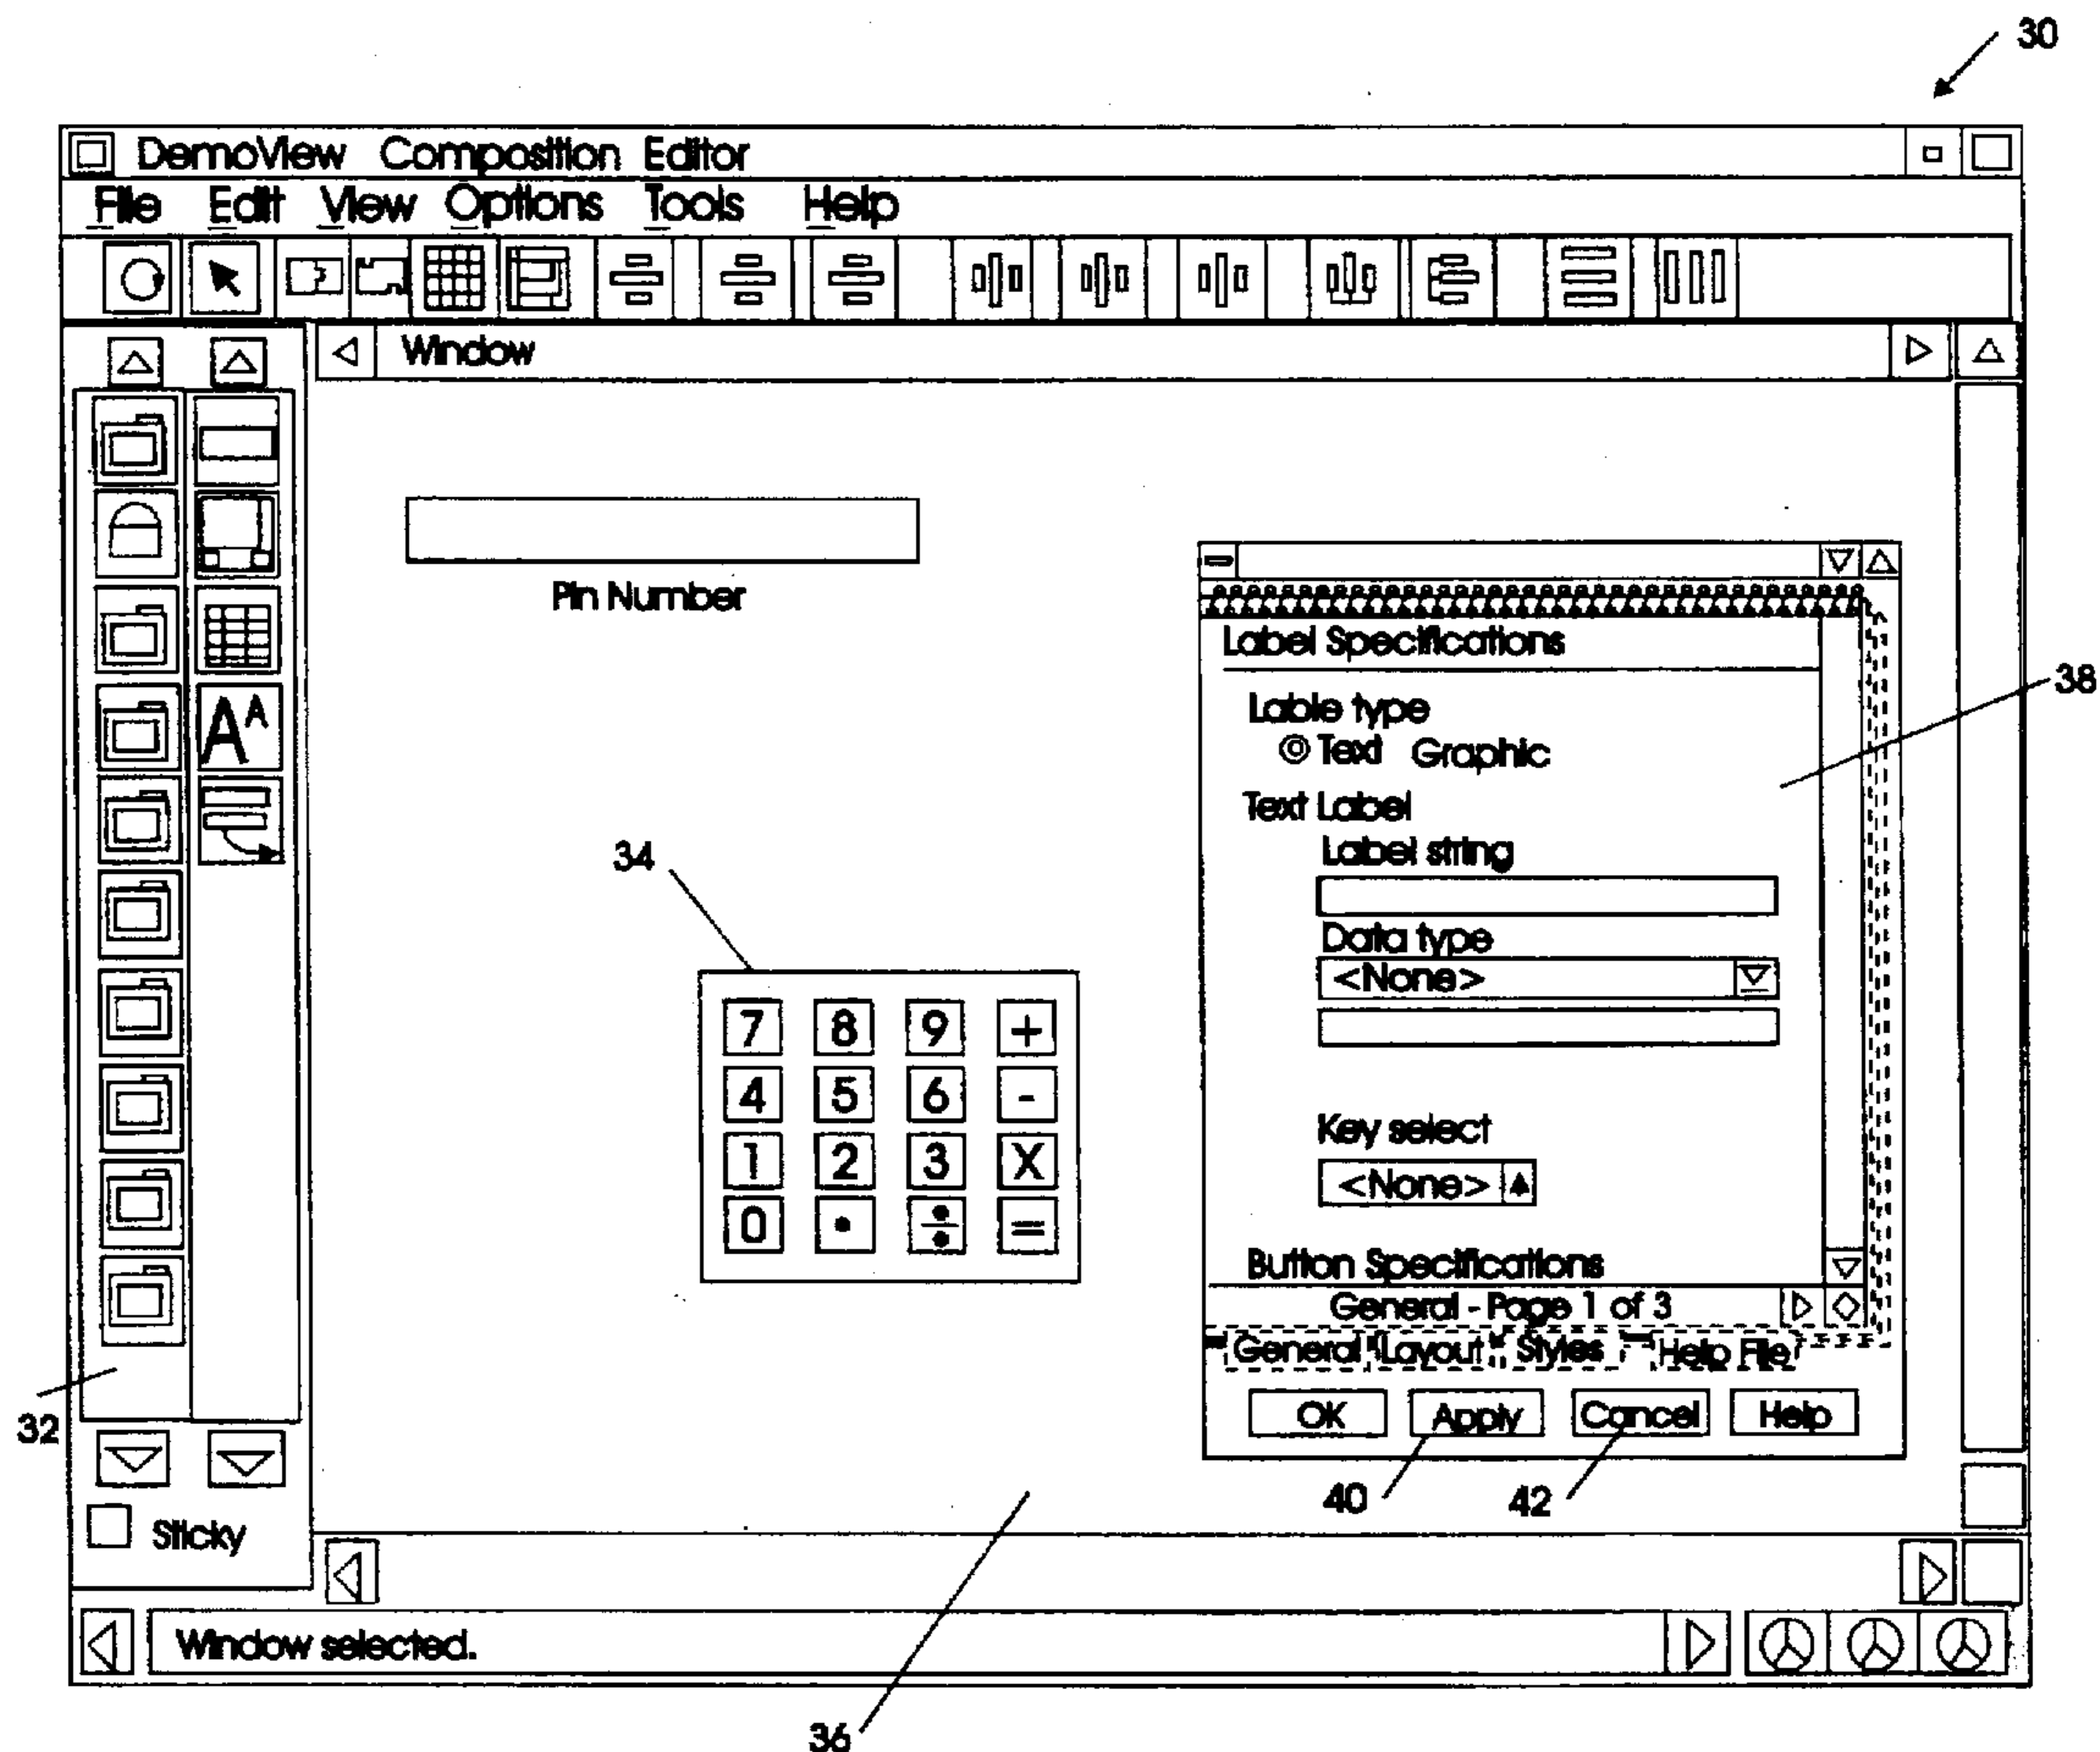 30
DemoView Composition Editor
File Edit View Options Tools Help
Window
Pin Number
Label Specifications
38
Lable type
Text Graphic
Text Label
Label string
34
Data type
<None>
7 8 9 +
4 5 6 -
1 2 3 X
0 • ÷ =
Key select
<None>
Button Specifications
General - Page 1 of 3
General Layout Styles Help File
OK Apply Cancel Help
AA
32
40
42
Sticky
Window selected.
36